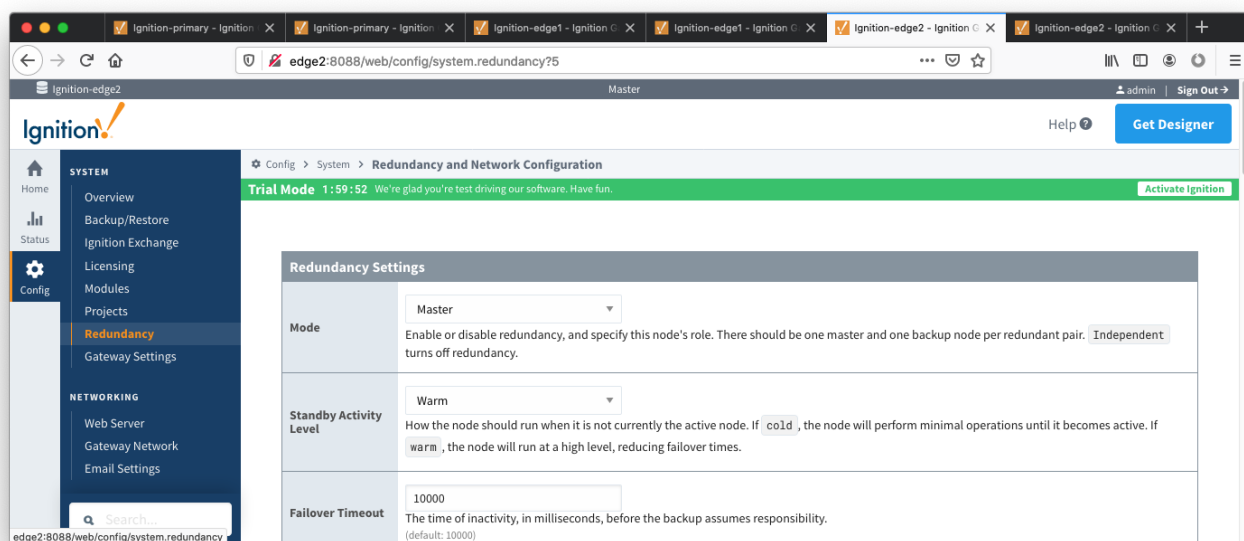 Ignition-primary - Ignition
Ignition-primary - Ignition
Ignition-edge1 - Ignition G
Ignition-edge1 - Ignition G
Ignition-edge2 - Ignition G
Ignition-edge2 - Ignition G
edge2:8088/web/config/system.redundancy?5
Ignition-edge2
Master
admin | Sign Out
Ignition!
Help
Get Designer
Config > System > Redundancy and Network Configuration
Trial Mode 1:59:52 We're glad you're test driving our software. Have fun.
Activate Ignition
Home
Status
Config
SYSTEM
Overview
Backup/Restore
Ignition Exchange
Licensing
Modules
Projects
Redundancy
Gateway Settings
NETWORKING
Web Server
Gateway Network
Email Settings
Search...
edge2:8088/web/config/system.redundancy
Redundancy Settings
Mode
Master
Enable or disable redundancy, and specify this node's role. There should be one master and one backup node per redundant pair. Independent
turns off redundancy.
Standby Activity
Level
Warm
How the node should run when it is not currently the active node. If cold , the node will perform minimal operations until it becomes active. If
warm , the node will run at a high level, reducing failover times.
Failover Timeout
10000
The time of inactivity, in milliseconds, before the backup assumes responsibility.
(default: 10000)